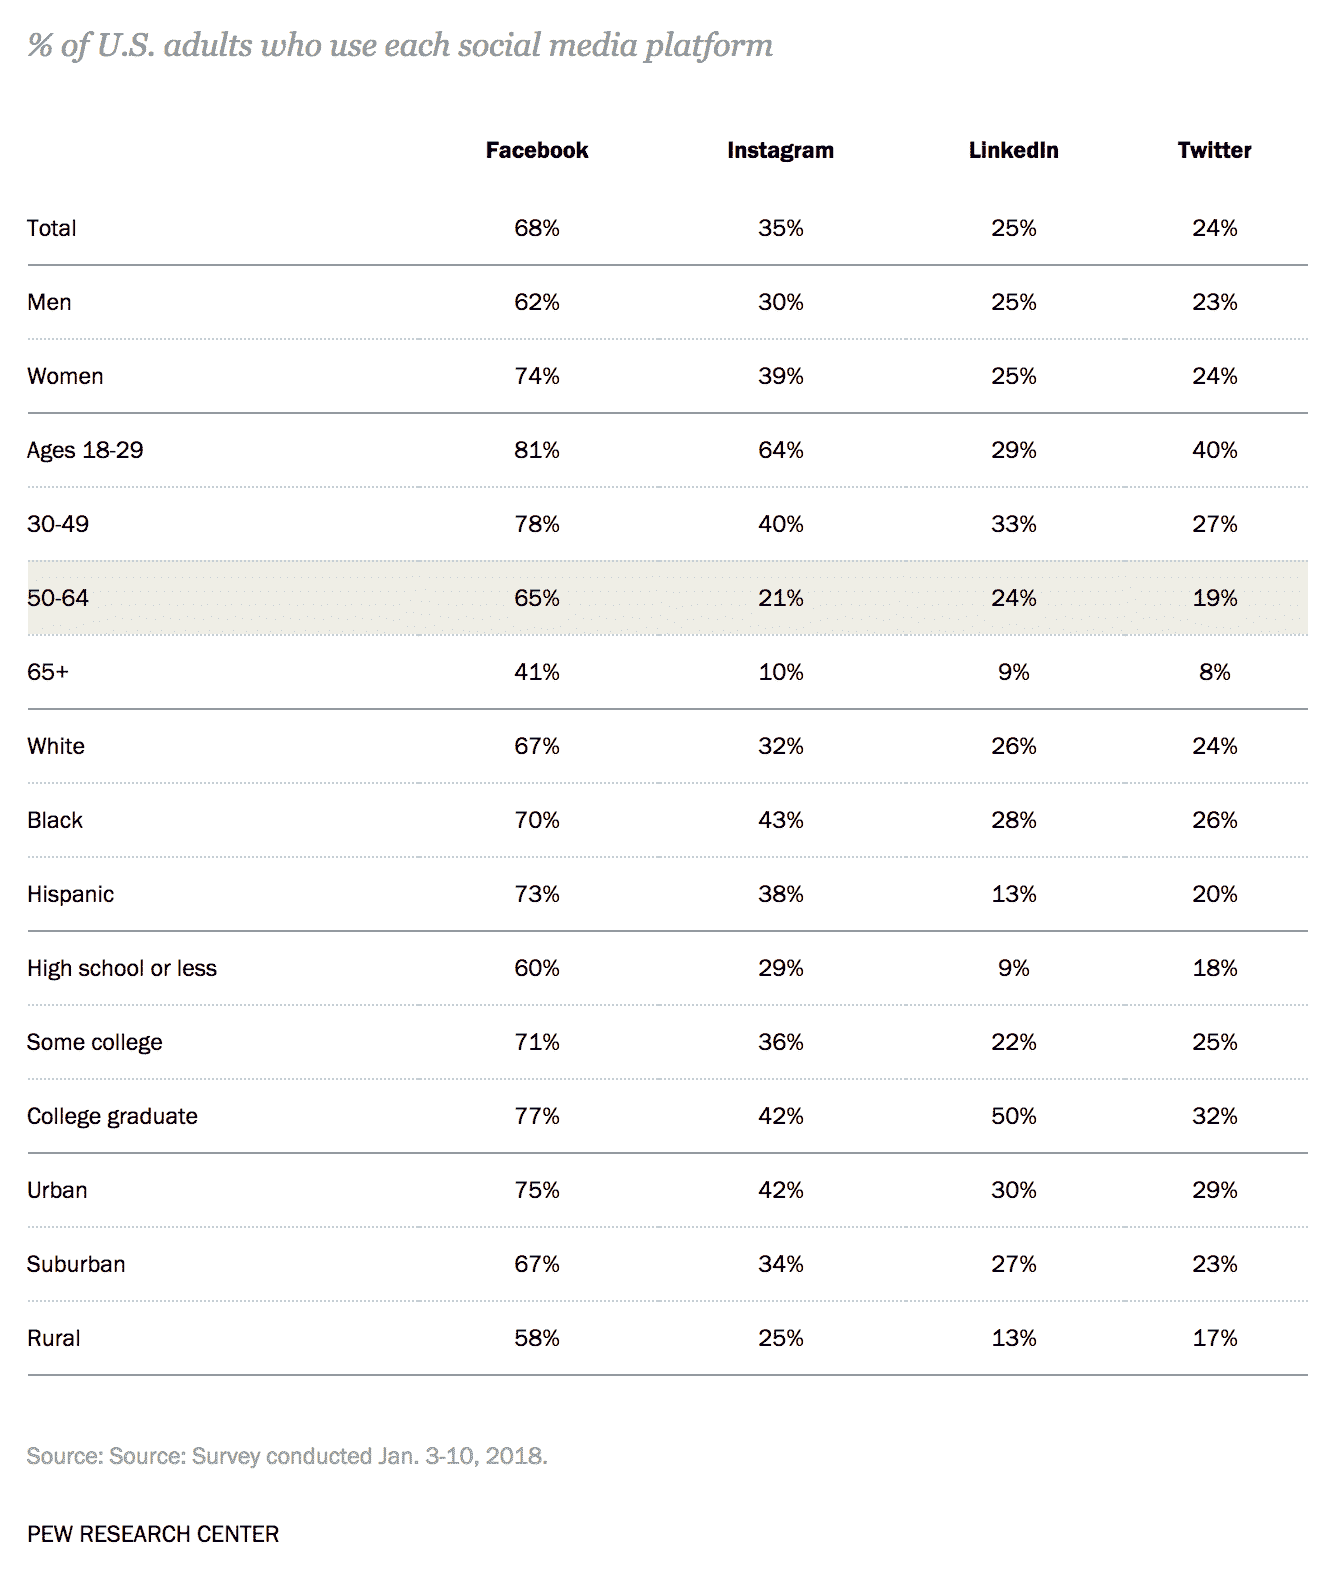 % of U.S. adults who use each social media platform
Facebook Instagram LinkedIn Twitter
Total 68% 35% 25% 24%
Men 62% 30% 25% 23%
Women 74% 39% 25% 24%
Ages 18-29 81% 64% 29% 40%
30-49 78% 40% 33% 27%
50-64 65% 21% 24% 19%
65+ 41% 10% 9% 8%
White 67% 32% 26% 24%
Black 70% 43% 28% 26%
Hispanic 73% 38% 13% 20%
High school or less 60% 29% 9% 18%
Some college 71% 36% 22% 25%
College graduate 77% 42% 50% 32%
Urban 75% 42% 30% 29%
Suburban 67% 34% 27% 23%
Rural 58% 25% 13% 17%
Source: Source: Survey conducted Jan. 3-10, 2018.
PEW RESEARCH CENTER